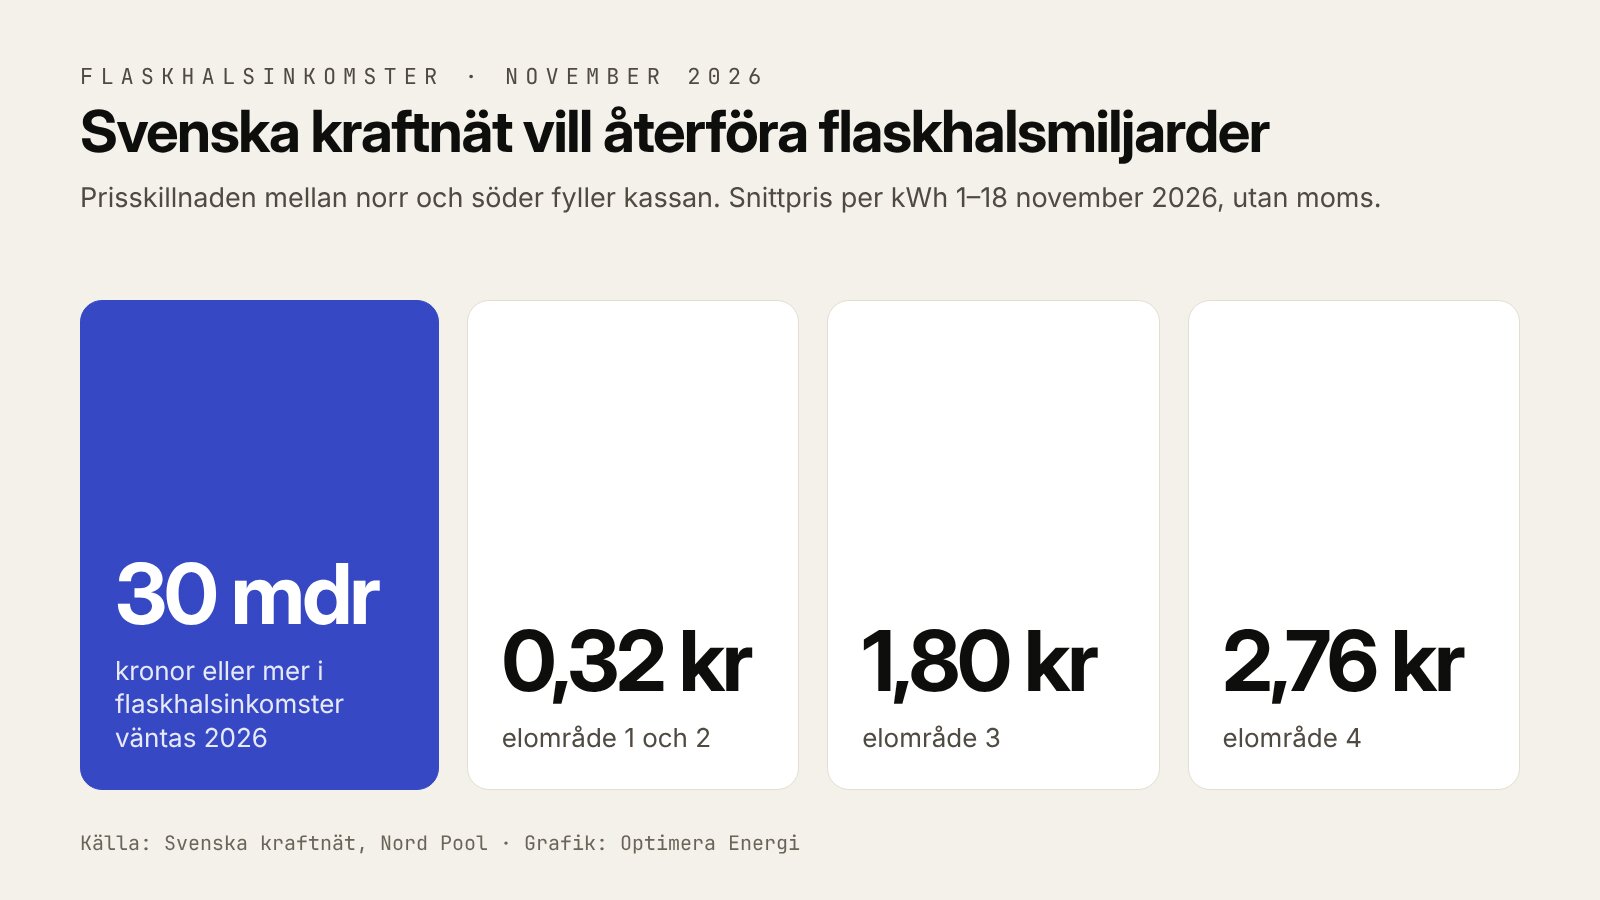 FLASKHALSINKOMSTER · NOVEMBER 2026
Svenska kraftnät vill återföra flaskhalsmiljarder
Prisskillnaden mellan norr och söder fyller kassan. Snittpris per kWh 1–18 november 2026, utan moms.
30 mdr
kronor eller mer i
flaskhalsinkomster
väntas 2026
0,32 kr
elområde 1 och 2
1,80 kr
elområde 3
2,76 kr
elområde 4
Källa: Svenska kraftnät, Nord Pool · Grafik: Optimera Energi